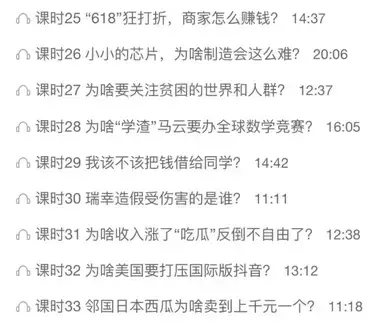 课时25 “618”狂打折，商家怎么赚钱？ 14:37
课时26 小小的芯片，为啥制造会这么难？ 20:06
课时27 为啥要关注贫困的世界和人群？ 12:37
课时28 为啥“学渣”马云要办全球数学竞赛？ 16:05
课时29 我该不该把钱借给同学？ 14:42
课时30 瑞幸造假受伤害的是谁？ 11:11
课时31 为啥收入涨了“吃瓜”反倒不自由了？ 12:38
课时32 为啥美国要打压国际版抖音？ 13:12
课时33 邻国日本西瓜为啥卖到上千元一个？ 11:18